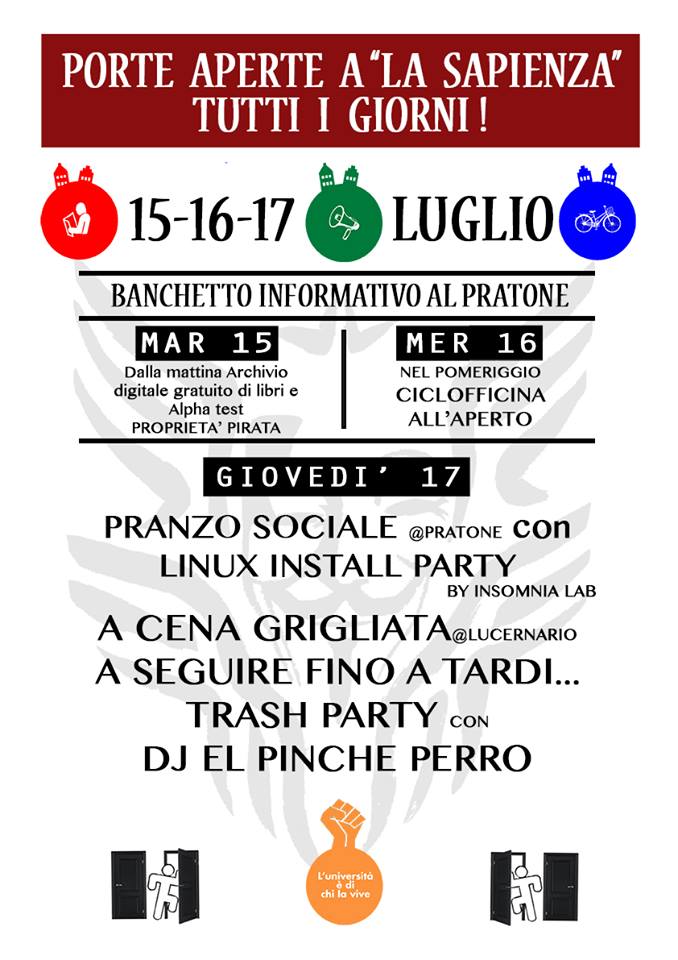 PORTE APERTE A "LA SAPIENZA"
TUTTI I GIORNI!
15-16-17 LUGLIO
BANCHETTO INFORMATIVO AL PRATONE
MAR 15
Dalla mattina Archivio
digitale gratuito di libri e
Alpha test
PROPRIETA' PIRATA
MER 16
NEL POMERIGGIO
CICLOFFICINA
ALL'APERTO
GIOVEDI' 17
PRANZO SOCIALE @PRATONE con
LINUX INSTALL PARTY
BY INSOMNIA LAB
A CENA GRIGLIATA@LUCERNARIO
A SEGUIRE FINO A TARDI...
TRASH PARTY CON
DJ EL PINCHE PERRO
L'università
è di
chi la vive